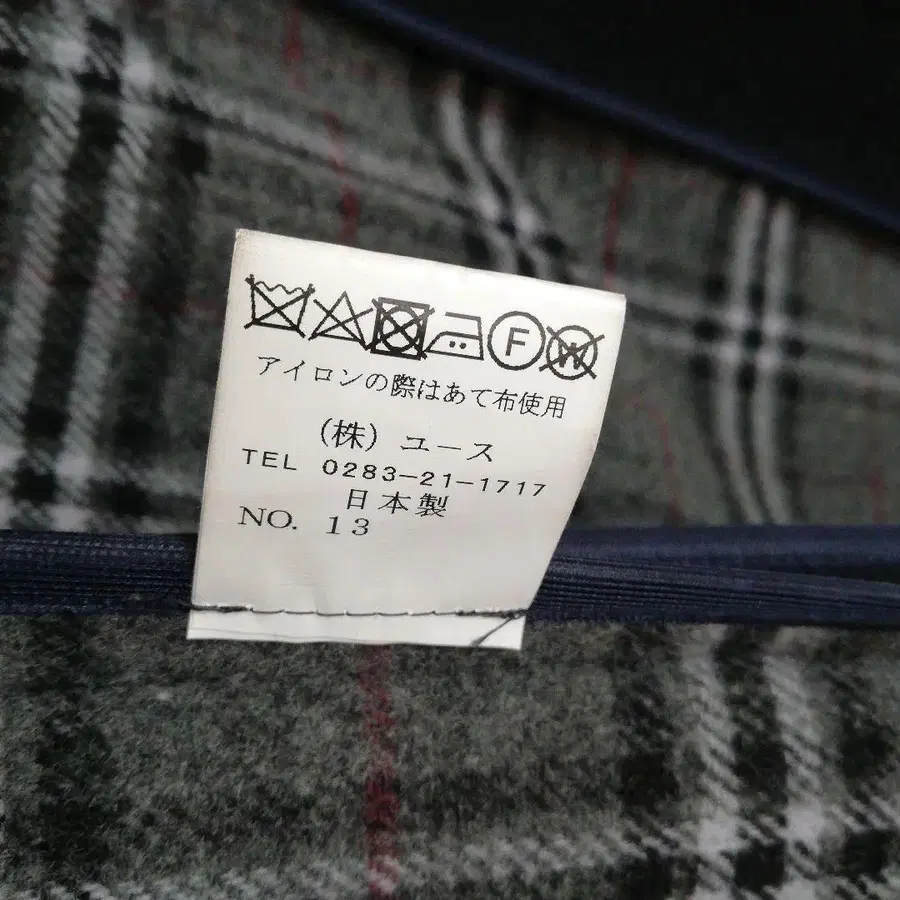 F W
アイロンの際はあて布使用
(株) ユース
TEL 0283-21-1717
日本製
NO. 13